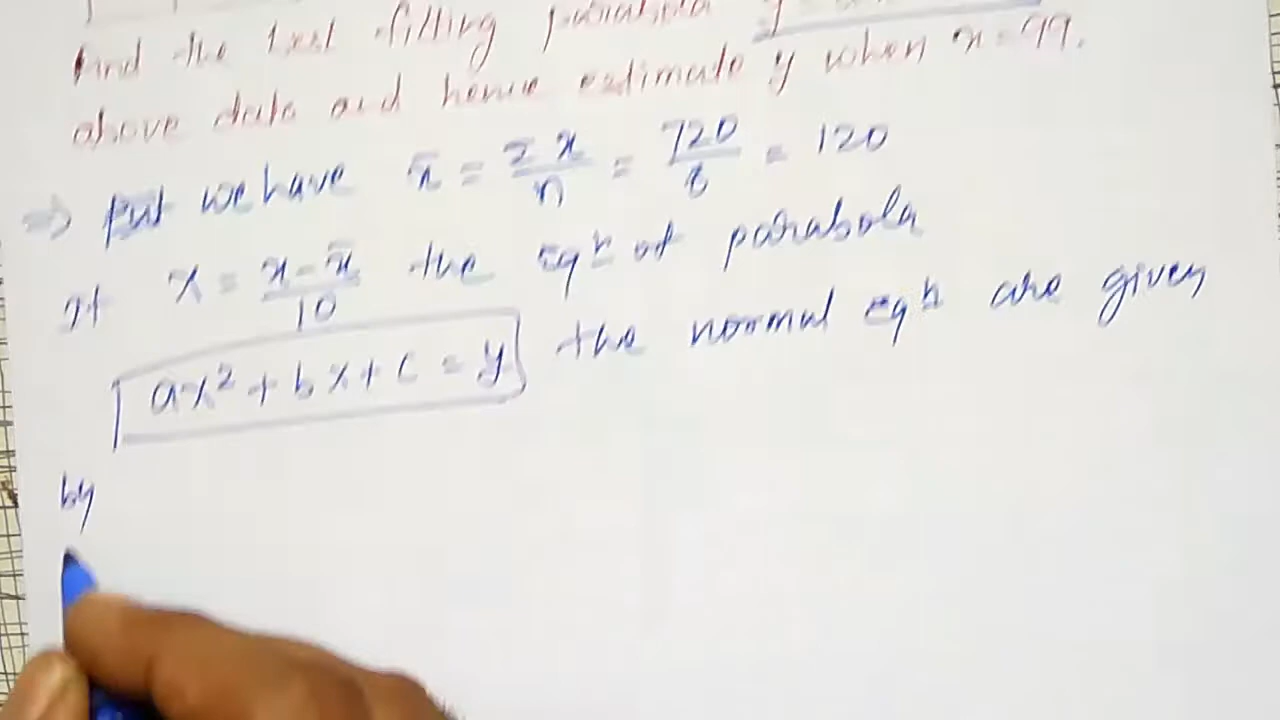 find the best fitting parabola y =
above data and hence estimate y when x = 99.
⇒ But we have x̄ = Σx/n = 720/6 = 120
If X = x - x̄/10 the eqn of parabola
ax² + bx + c = y the normal eqn are given
by